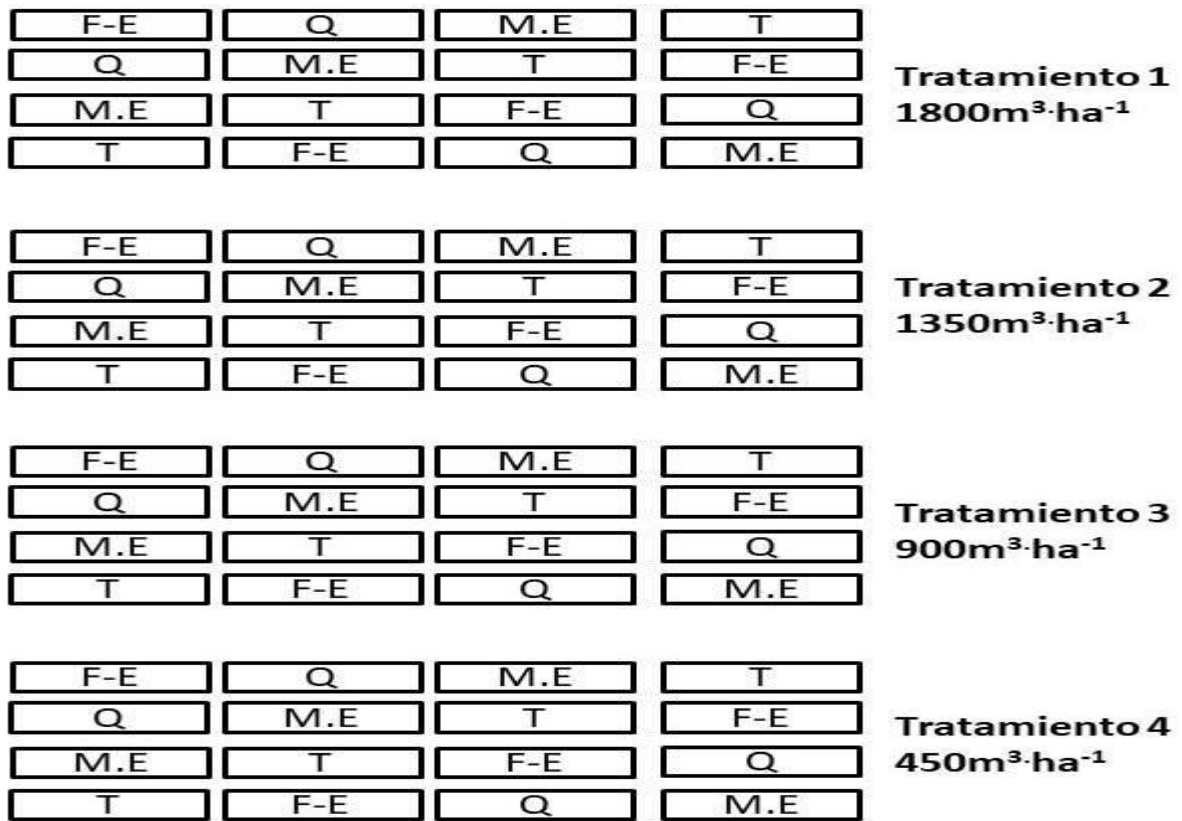 F-E Q M.E T
Q M.E T F-E
M.E T F-E Q
T F-E Q M.E
Tratamiento 1
1800m³·ha⁻¹
F-E Q M.E T
Q M.E T F-E
M.E T F-E Q
T F-E Q M.E
Tratamiento 2
1350m³·ha⁻¹
F-E Q M.E T
Q M.E T F-E
M.E T F-E Q
T F-E Q M.E
Tratamiento 3
900m³·ha⁻¹
F-E Q M.E T
Q M.E T F-E
M.E T F-E Q
T F-E Q M.E
Tratamiento 4
450m³·ha⁻¹